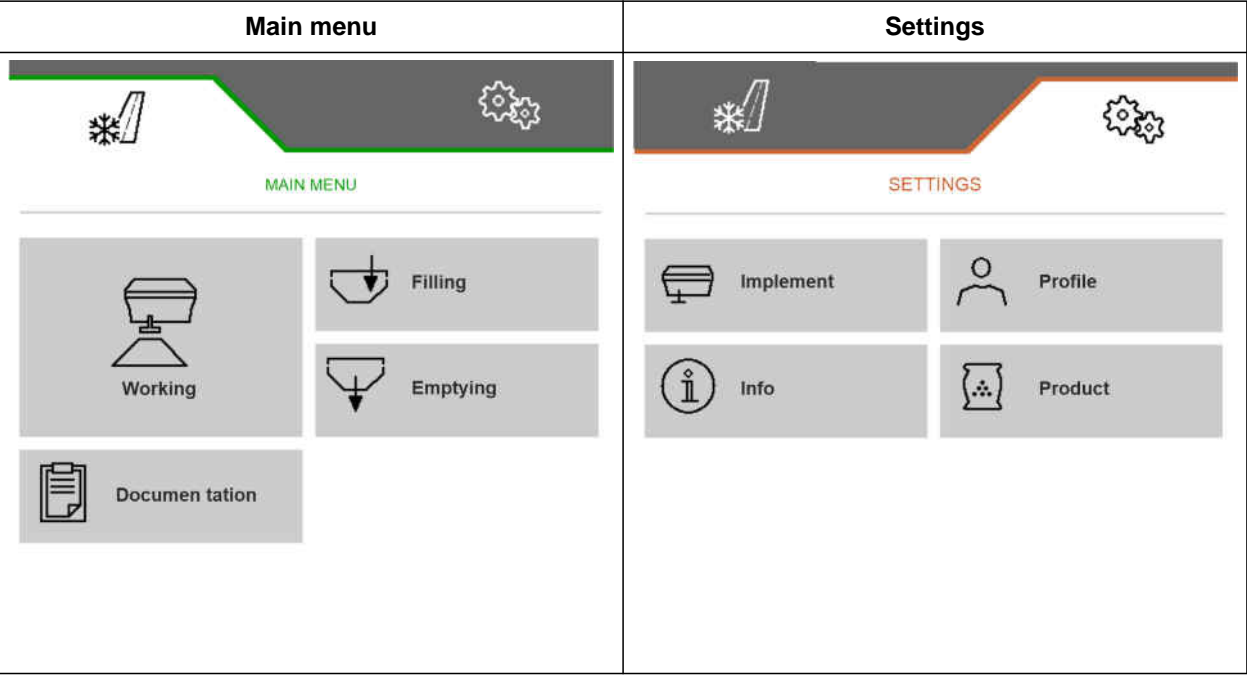 Main menu
Settings
MAIN MENU
Working
Filling
Emptying
Documen tation
SETTINGS
Implement
Profile
Info
Product